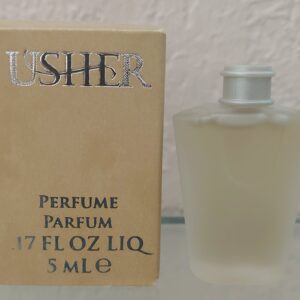 USHER
PERFUME
PARFUM
.17 FL OZ LIQ
5 ML℮